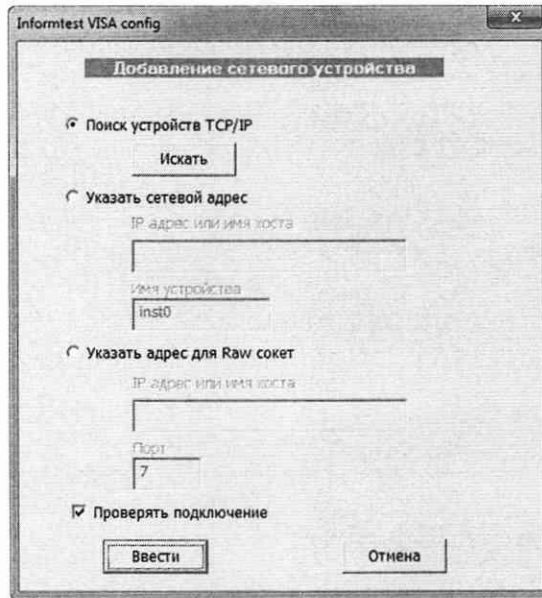 Informtest VISA config
Добавление сетевого устройства
Поиск устройств TCP/IP
Искать
Указать сетевой адрес
IP адрес или имя хоста
Имя устройства
inst0
Указать адрес для Raw сокет
IP адрес или имя хоста
Порт
7
Проверять подключение
Ввести
Отмена